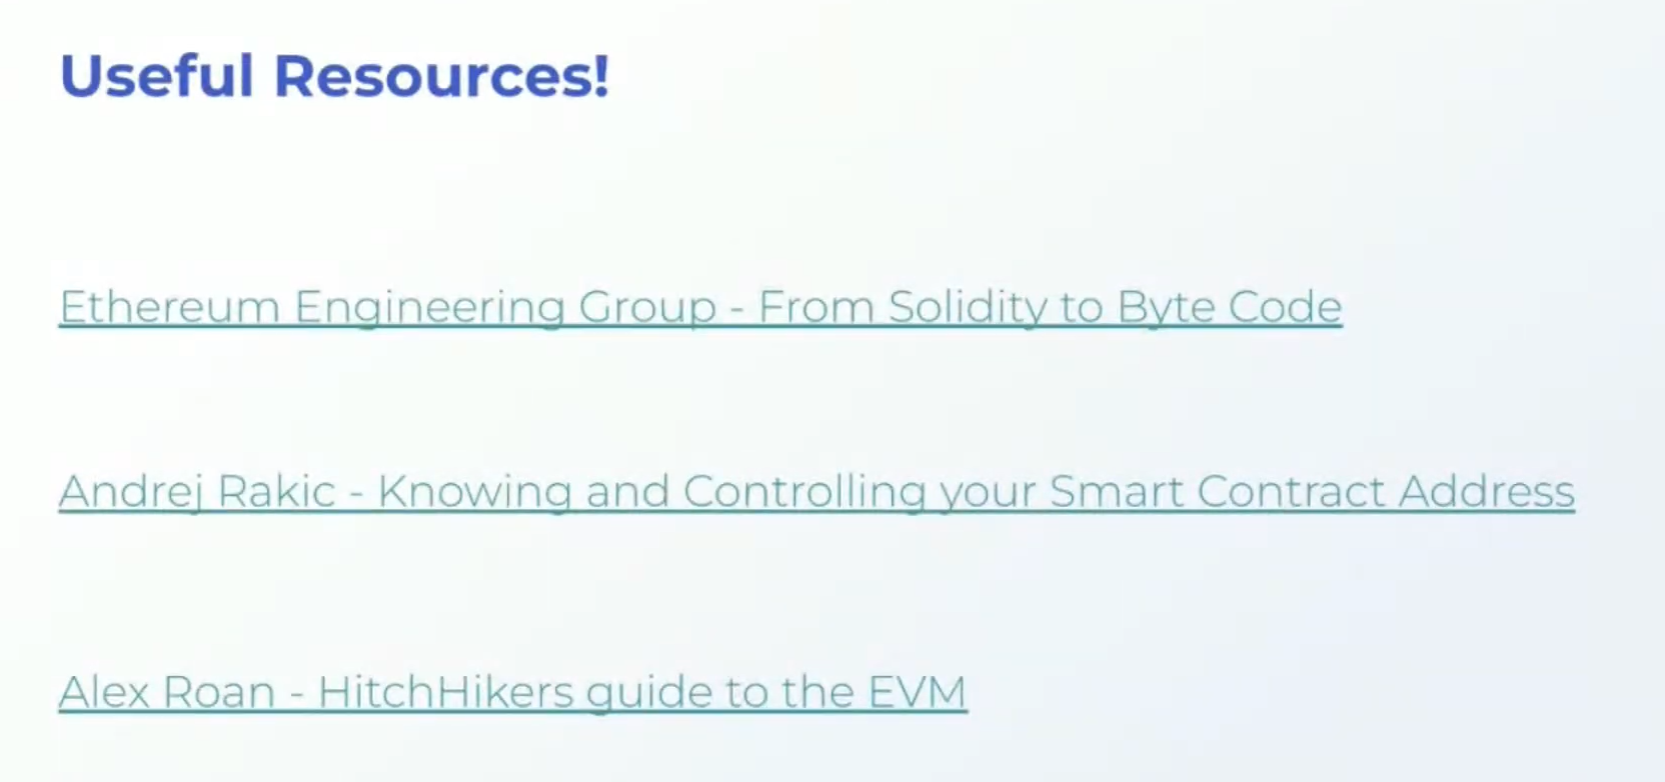 Useful Resources!
Ethereum Engineering Group - From Solidity to Byte Code
Andrej Rakic - Knowing and Controlling your Smart Contract Address
Alex Roan - HitchHikers guide to the EVM